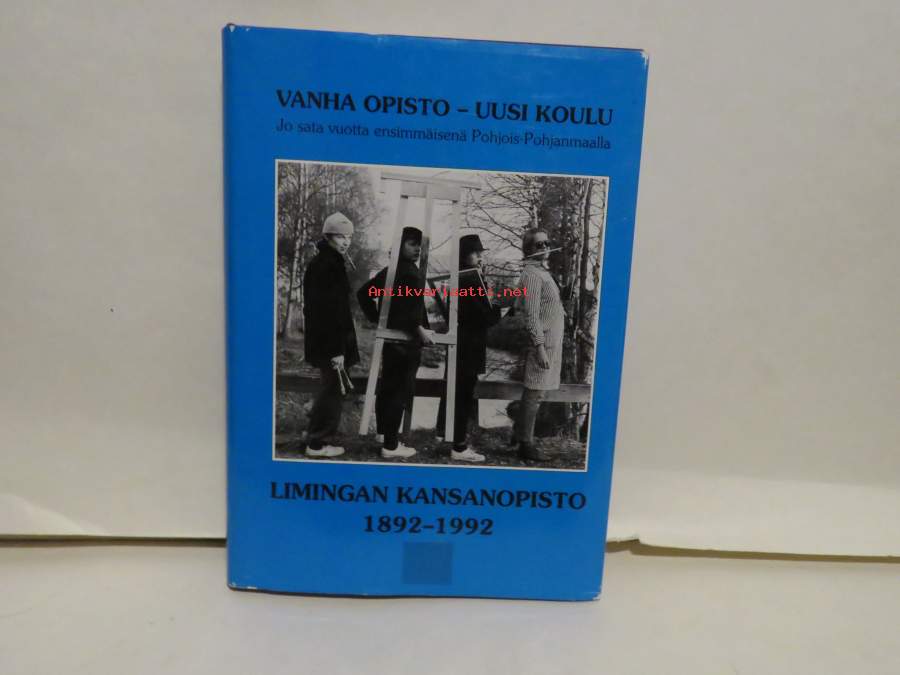 VANHA OPISTO – UUSI KOULU
Jo sata vuotta ensimmäisenä Pohjois-Pohjanmaalla
Antikvariaatti.net
LIMINGAN KANSANOPISTO
1892–1992